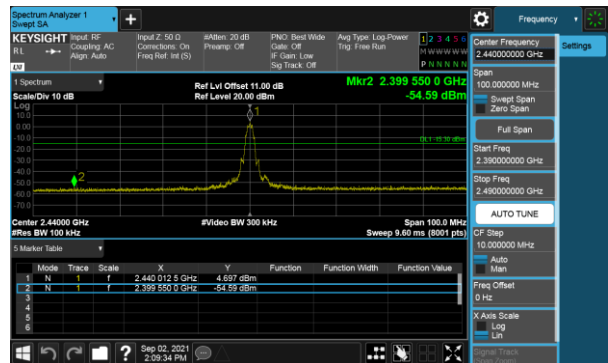 Spectrum Analyzer 1
Swept SA
Frequency
KEYSIGHT
RL
Input: RF
Coupling: AC
Align: Auto
Input Z: 50 Ω
Corrections: On
Freq Ref: Int (S)
#Atten: 20 dB
Preamp: Off
PNO: Best Wide
Gate: Off
IF Gain: Low
Sig Track: Off
Avg Type: Log-Power
Trig: Free Run
1 2 3 4 5 6
M W W W W W
P N N N N N
Center Frequency
2.440000000 GHz
Settings
Span
100.000000 MHz
Swept Span
Zero Span
Full Span
Start Freq
2.390000000 GHz
Stop Freq
2.490000000 GHz
AUTO TUNE
CF Step
10.000000 MHz
Auto
Man
Freq Offset
0 Hz
X Axis Scale
Log
Lin
Signal Track
1 Spectrum
Scale/Div 10 dB
Ref Lvl Offset 11.00 dB
Ref Level 20.00 dBm
Mkr2 2.399 550 0 GHz
-54.59 dBm
Log
10.0
0.00
-10.0
-20.0
-30.0
-40.0
-50.0
-60.0
-70.0
1
2
DL1 -15.30 dBm
Center 2.44000 GHz
#Video BW 300 kHz
Span 100.0 MHz
#Res BW 100 kHz
Sweep 9.60 ms (8001 pts)
5 Marker Table
Mode Trace Scale X Y Function Function Width Function Value
1 N 1 f 2.440 012 5 GHz 4.697 dBm
2 N 1 f 2.399 550 0 GHz -54.59 dBm
3
4
5
6
Sep 02, 2021
2:09:34 PM